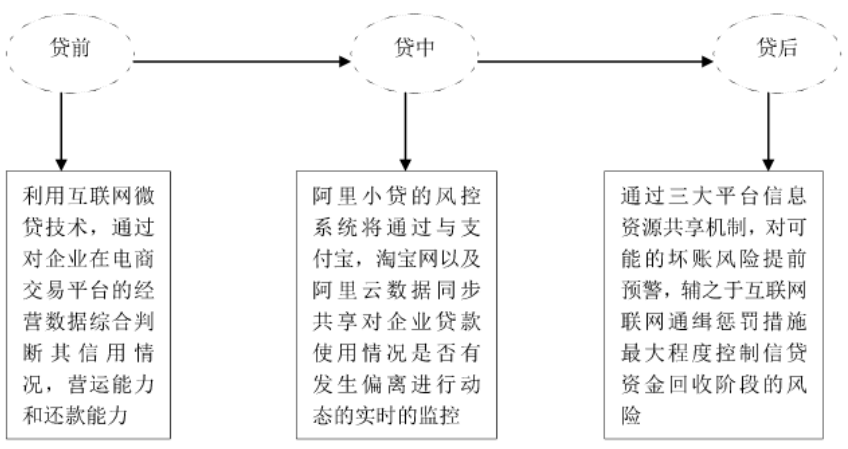 贷前
贷中
贷后
利用互联网微
贷技术，通过
对企业在电商
交易平台的经
营数据综合判
断其信用情
况，营运能力
和还款能力
阿里小贷的风控
系统将通过与支
付宝，淘宝网以及
阿里云数据同步
共享对企业贷款
使用情况是否有
发生偏离进行动
态的实时的监控
通过三大平台信息
资源共享机制，对可
能的坏账风险提前
预警，辅之于互联网
联网通缉惩罚措施
最大程度控制信贷
资金回收阶段的风
险